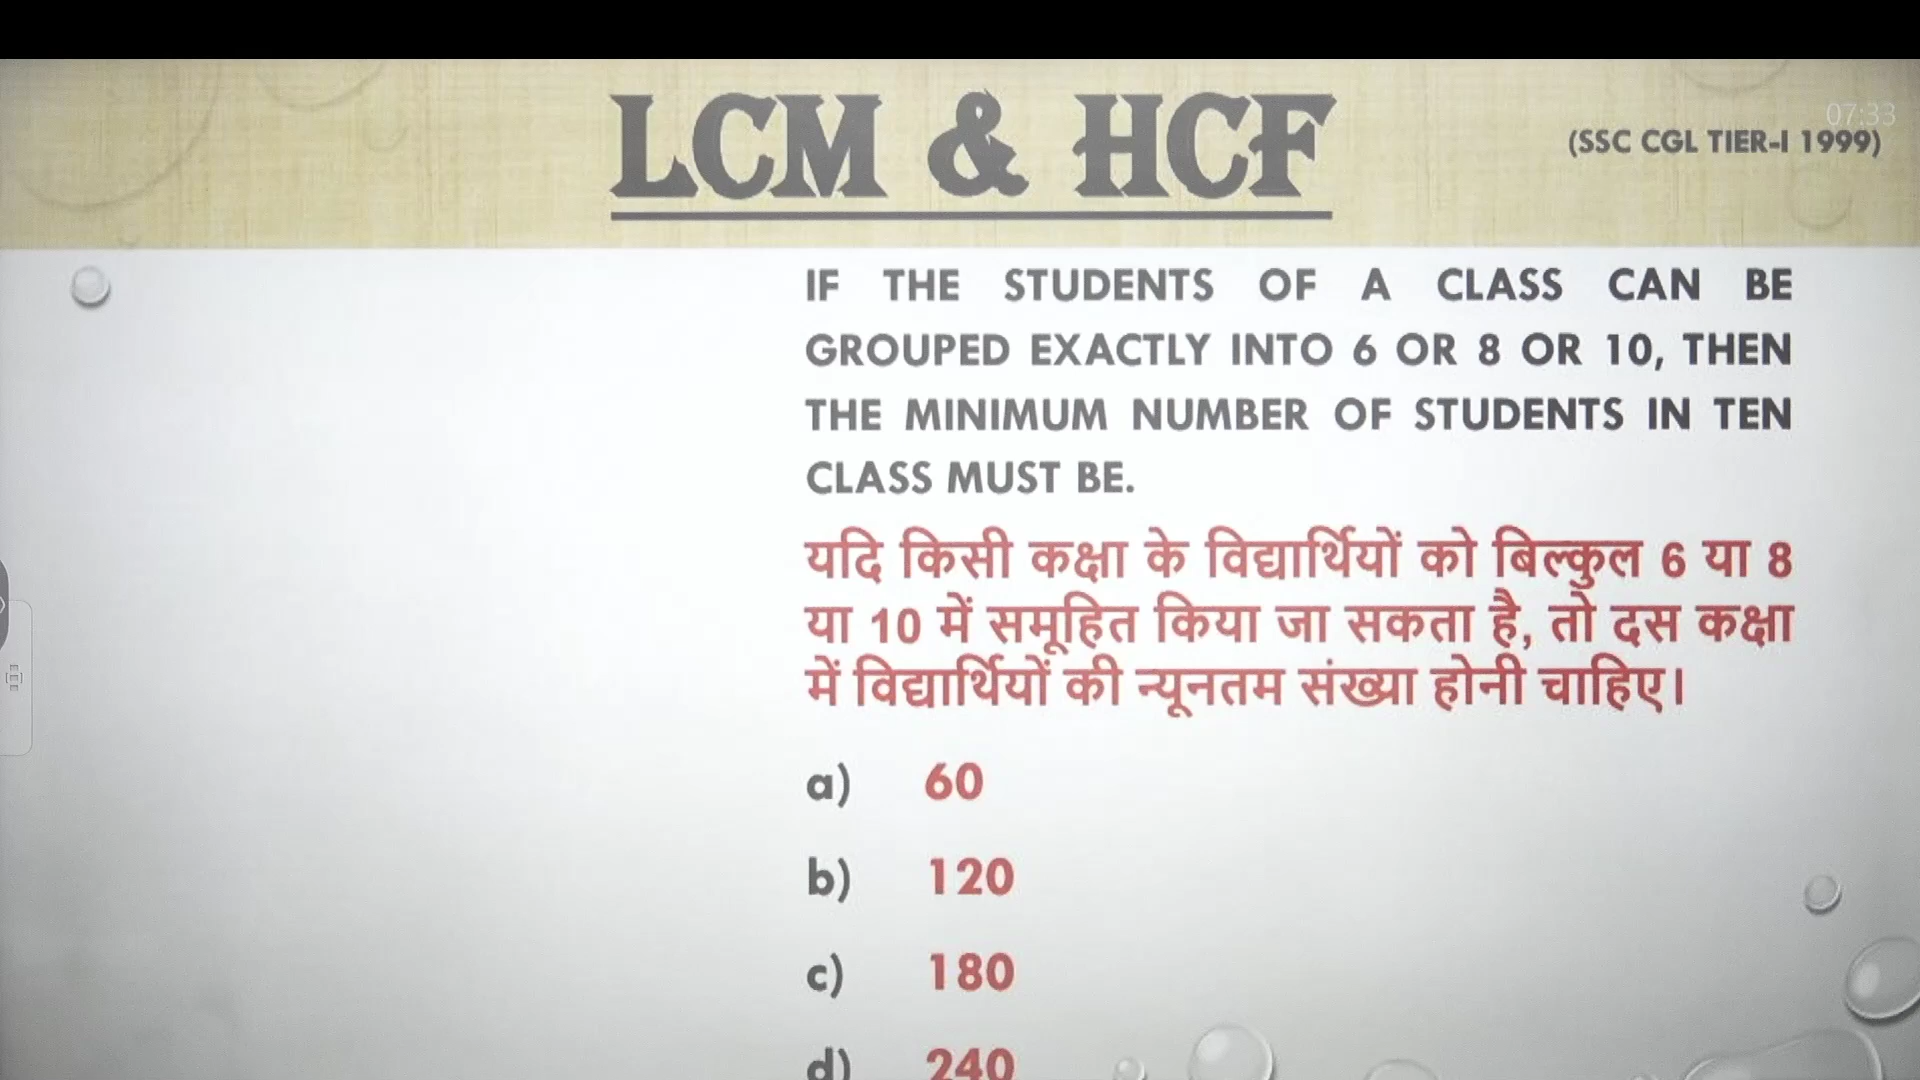 LCM & HCF
07:33
(SSC CGL TIER-I 1999)
IF THE STUDENTS OF A CLASS CAN BE
GROUPED EXACTLY INTO 6 OR 8 OR 10, THEN
THE MINIMUM NUMBER OF STUDENTS IN TEN
CLASS MUST BE.
यदि किसी कक्षा के विद्यार्थियों को बिल्कुल 6 या 8
या 10 में समूहित किया जा सकता है, तो दस कक्षा
में विद्यार्थियों की न्यूनतम संख्या होनी चाहिए।
a) 60
b) 120
c) 180
d) 240